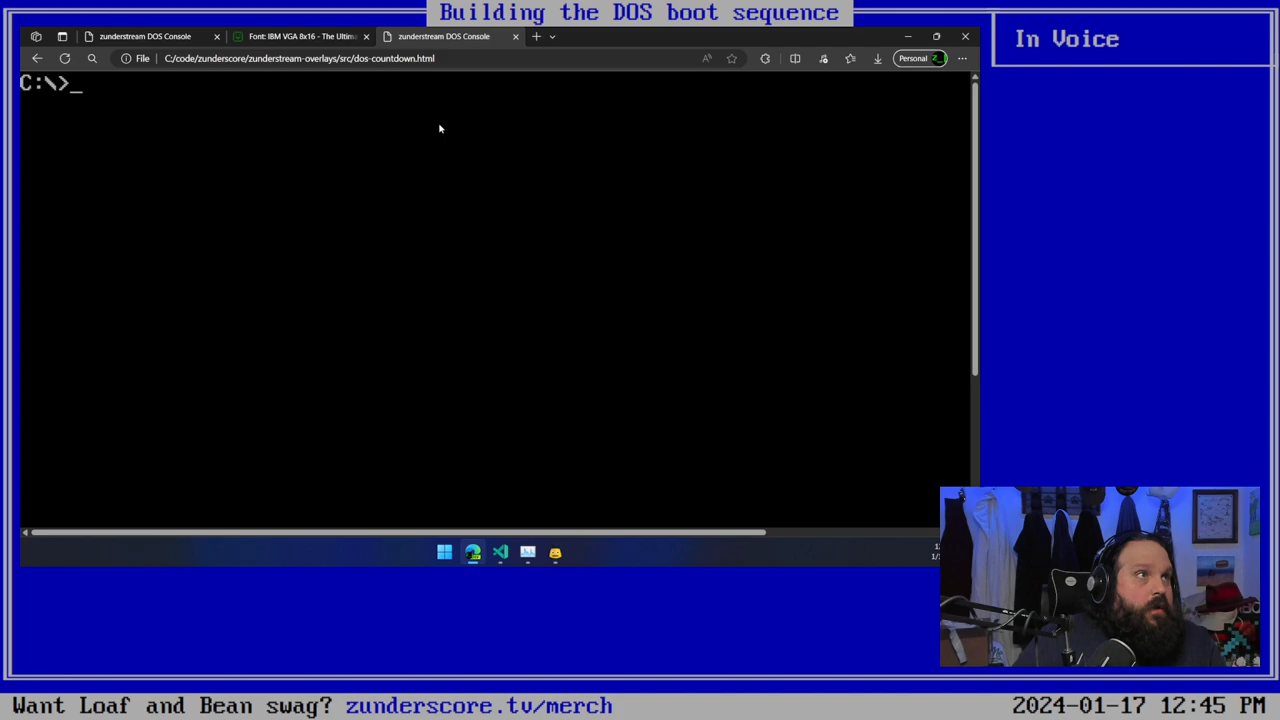 Building the DOS boot sequence
In Voice
zunderstream DOS Console
Font: IBM VGA 8x16 - The Ultima
zunderstream DOS Console
File
C:/code/zunderscore/zunderstream-overlays/src/dos-countdown.html
Personal
C:\>_
Want Loaf and Bean swag? zunderscore.tv/merch
2024-01-17 12:45 PM